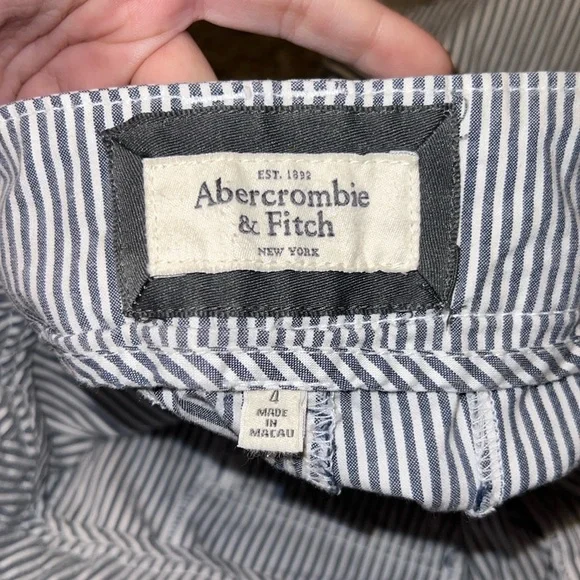 EST. 1892
Abercrombie
& Fitch
NEW YORK
4
MADE
IN
MACAU